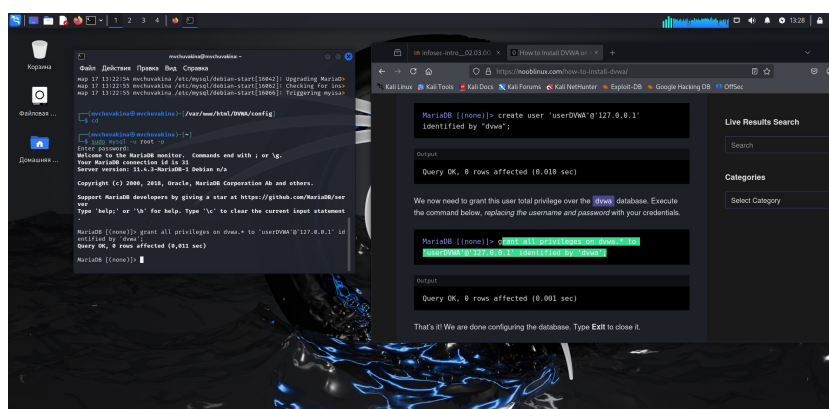 1 2 3 4
13:28
Корзина
Файловая ...
Домашняя ...
mvchuvakina@mvchuvakina: ~
Файл Действия Правка Вид Справка
мар 17 13:22:54 mvchuvakina /etc/mysql/debian-start[16042]: Upgrading MariaD>
мар 17 13:22:55 mvchuvakina /etc/mysql/debian-start[16062]: Checking for ins>
мар 17 13:22:55 mvchuvakina /etc/mysql/debian-start[16066]: Triggering myisa>
(mvchuvakina㉿mvchuvakina)-[/var/www/html/DVWA/config]
$ cd
(mvchuvakina㉿mvchuvakina)-[~]
$ sudo mysql -u root -p
Enter password:
Welcome to the MariaDB monitor. Commands end with ; or \g.
Your MariaDB connection id is 31
Server version: 11.4.3-MariaDB-1 Debian n/a
Copyright (c) 2000, 2018, Oracle, MariaDB Corporation Ab and others.
Support MariaDB developers by giving a star at https://github.com/MariaDB/ser
ver
Type 'help;' or '\h' for help. Type '\c' to clear the current input statement
.
MariaDB [(none)]> grant all privileges on dvwa.* to 'userDVWA'@'127.0.0.1' id
entified by 'dvwa';
Query OK, 0 rows affected (0,011 sec)
MariaDB [(none)]>
infosec-intro__02.03.00 ×
How to Install DVWA on × +
https://nooblinux.com/how-to-install-dvwa/
Kali Linux Kali Tools Kali Docs Kali Forums Kali NetHunter Exploit-DB Google Hacking DB OffSec
MariaDB [(none)]> create user 'userDVWA'@'127.0.0.1'
identified by "dvwa";
Output
Query OK, 0 rows affected (0.010 sec)
We now need to grant this user total privilege over the dvwa database. Execute
the command below, replacing the username and password with your credentials.
MariaDB [(none)]> grant all privileges on dvwa.* to
'userDVWA'@'127.0.0.1' identified by 'dvwa';
Output
Query OK, 0 rows affected (0.001 sec)
That's it! We are done configuring the database. Type Exit to close it.
Live Results Search
Search
Categories
Select Category